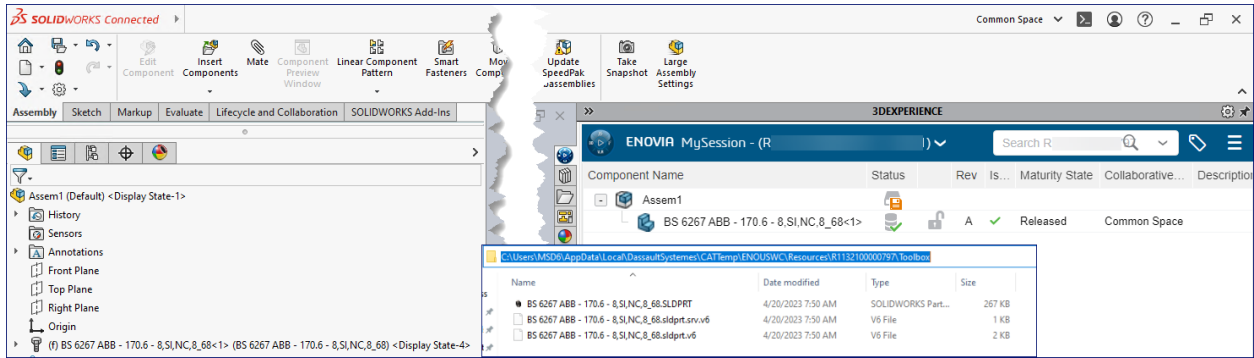 SOLIDWORKS Connected
Common Space
Edit Component
Insert Components
Mate
Component Preview Window
Linear Component Pattern
Smart Fasteners
Update SpeedPak
Take Snapshot
Large Assembly Settings
Assembly Sketch Markup Evaluate Lifecycle and Collaboration SOLIDWORKS Add-Ins
3DEXPERIENCE
ENOVIA MySession - (R ) Search R
Component Name Status Rev Is... Maturity State Collaborative... Description
Assem1
BS 6267 ABB - 170.6 - 8,SI,NC,8_68<1> A Released Common Space
Assem1 (Default) <Display State-1>
History
Sensors
Annotations
Front Plane
Top Plane
Right Plane
Origin
(f) BS 6267 ABB - 170.6 - 8,SI,NC,8_68<1> (BS 6267 ABB - 170.6 - 8,SI,NC,8_68) <Display State-4>
C:\Users\MSD6\AppData\Local\DassaultSystemes\CATTemp\ENOUSWC\Resources\R1132100000797\Toolbox
Name Date modified Type Size
BS 6267 ABB - 170.6 - 8,SI,NC,8_68.SLDPRT 4/20/2023 7:50 AM SOLIDWORKS Part... 267 KB
BS 6267 ABB - 170.6 - 8,SI,NC,8_68.sldprt.srv.v6 4/20/2023 7:50 AM V6 File 1 KB
BS 6267 ABB - 170.6 - 8,SI,NC,8_68.sldprt.v6 4/20/2023 7:50 AM V6 File 2 KB